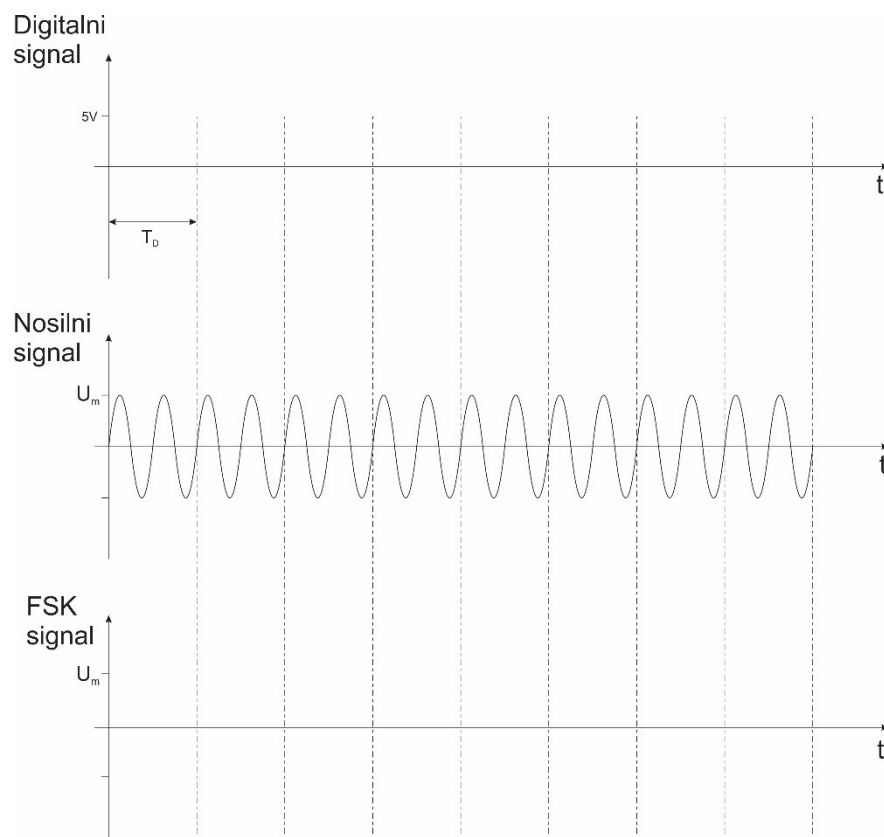 Digitalni
signal
5V
t
T_D
Nosilni
signal
U_m
t
FSK
signal
U_m
t